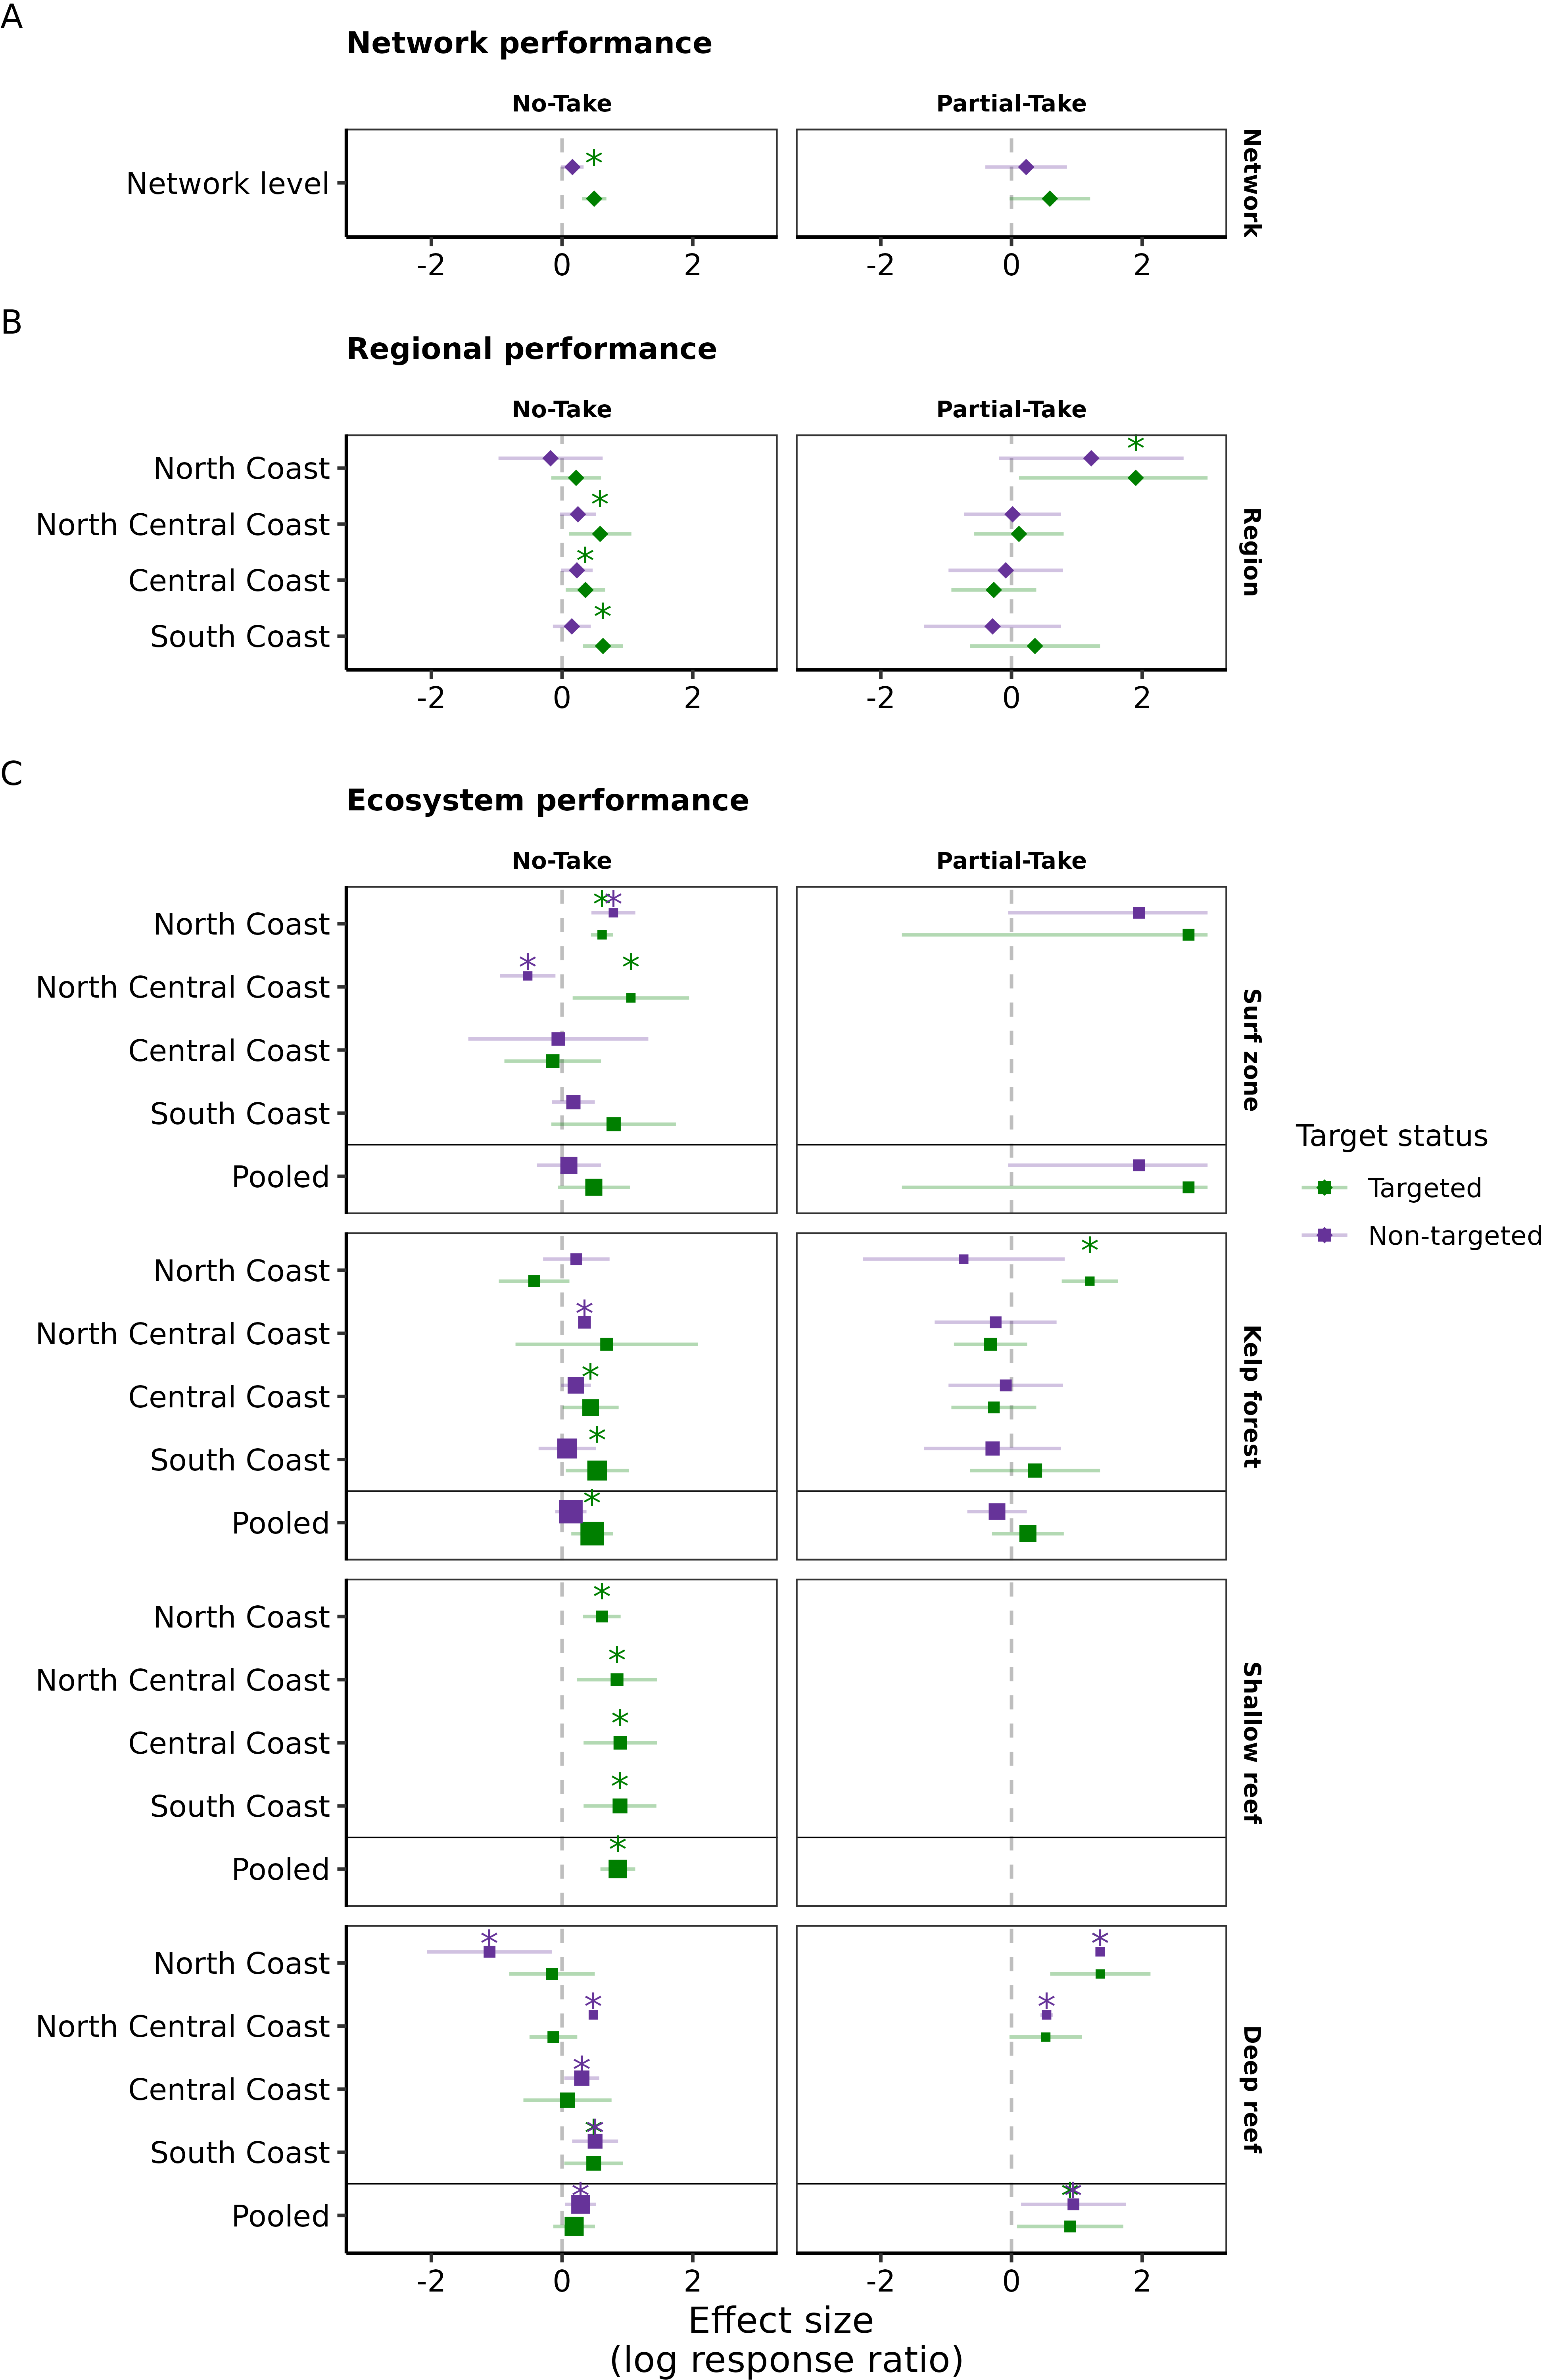 A
Network performance
No-Take
Partial-Take
Network level
Network
-2 0 2
-2 0 2
B
Regional performance
No-Take
Partial-Take
North Coast
North Central Coast
Central Coast
South Coast
Region
-2 0 2
-2 0 2
C
Ecosystem performance
No-Take
Partial-Take
North Coast
North Central Coast
Central Coast
South Coast
Pooled
Surf zone
North Coast
North Central Coast
Central Coast
South Coast
Pooled
Kelp forest
North Coast
North Central Coast
Central Coast
South Coast
Pooled
Shallow reef
North Coast
North Central Coast
Central Coast
South Coast
Pooled
Deep reef
-2 0 2
-2 0 2
Effect size
(log response ratio)
Target status
Targeted
Non-targeted